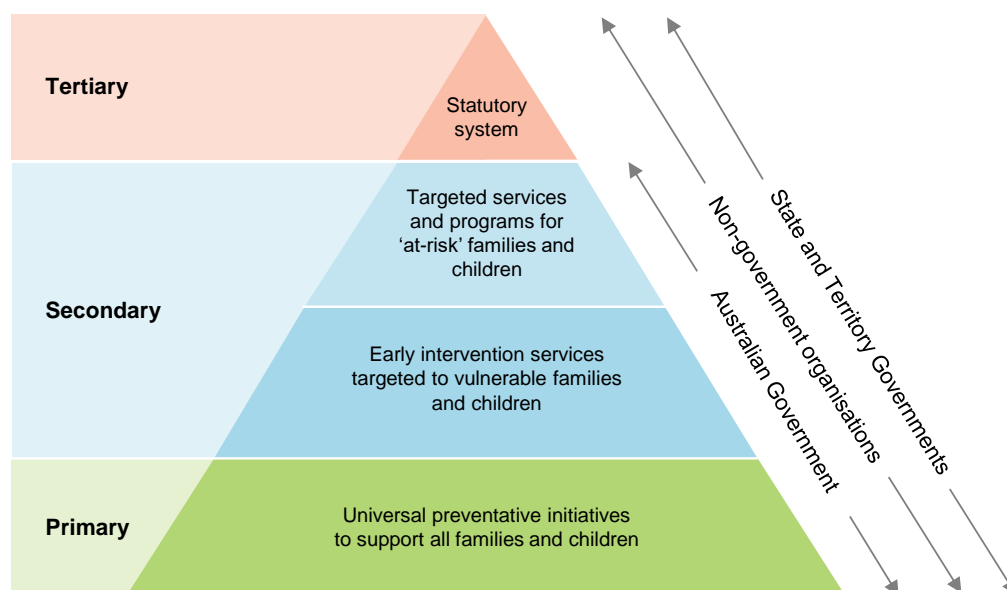 Tertiary
Statutory
system
Secondary
Targeted services
and programs for
‘at-risk’ families and
children
Early intervention services
targeted to vulnerable families
and children
Primary
Universal preventative initiatives
to support all families and children
Australian Government
Non-government organisations
State and Territory Governments